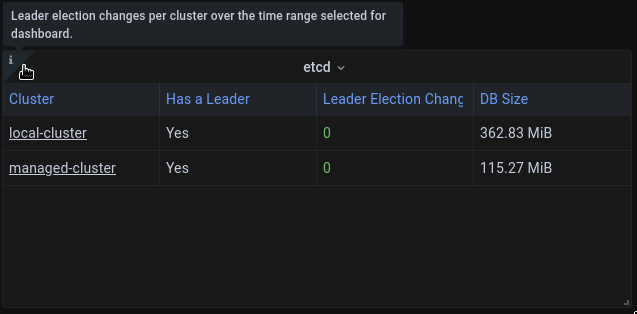 Leader election changes per cluster over the time range selected for
dashboard.
i
etcd
Cluster Has a Leader Leader Election Chang DB Size
local-cluster Yes 0 362.83 MiB
managed-cluster Yes 0 115.27 MiB